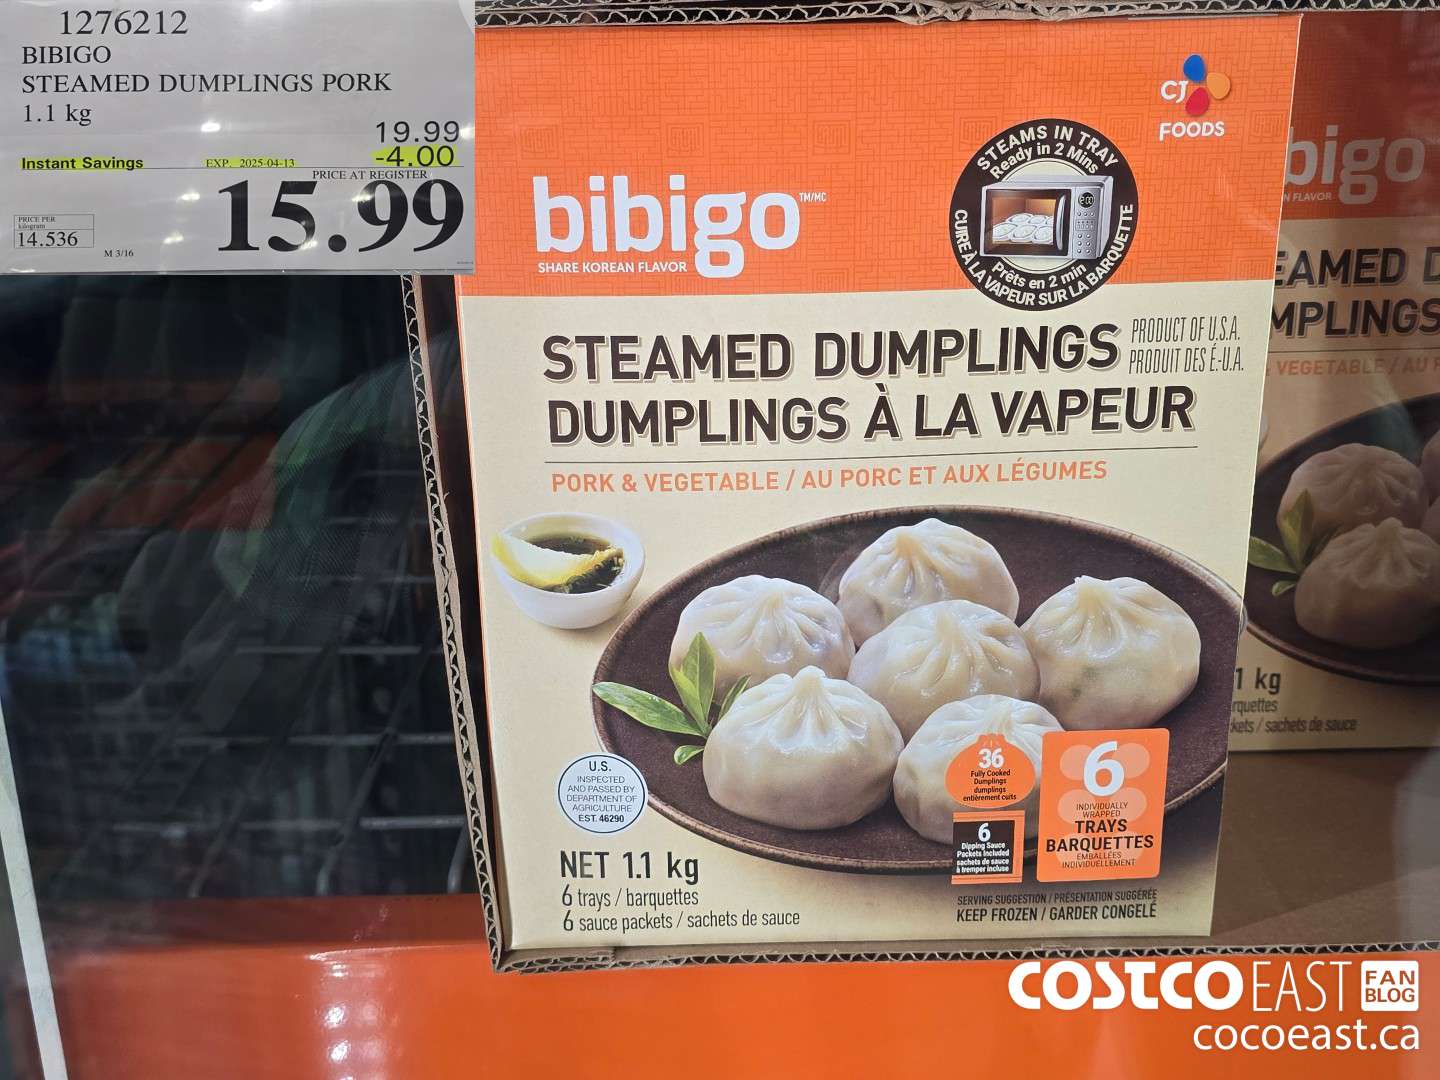 1276212
BIBIGO
STEAMED DUMPLINGS PORK
1.1 kg
19.99
Instant Savings EXP. 2025-04-13 -4.00
PRICE AT REGISTER
15.99
PRICE PER
kilogram
14.536
M 3/16
CJ
FOODS
STEAMS IN TRAY
Ready in 2 Mins
Prêts en 2 min
CUIRE À LA VAPEUR SUR LA BARQUETTE
bibigo TM/MC
SHARE KOREAN FLAVOR
STEAMED DUMPLINGS
PRODUCT OF U.S.A.
PRODUIT DES É.-U.A.
DUMPLINGS À LA VAPEUR
PORK & VEGETABLE / AU PORC ET AUX LÉGUMES
U.S.
INSPECTED
AND PASSED BY
DEPARTMENT OF
AGRICULTURE
EST. 46290
NET 1.1 kg
6 trays / barquettes
6 sauce packets / sachets de sauce
36
Fully Cooked
Dumplings
dumplings
entièrement cuits
6
Dipping Sauce
Packets Included
sachets de sauce
à tremper incluse
6
INDIVIDUALLY
WRAPPED
TRAYS
BARQUETTES
EMBALLÉES
INDIVIDUELLEMENT
SERVING SUGGESTION / PRÉSENTATION SUGGÉRÉE
KEEP FROZEN / GARDER CONGELÉ
bigo
N FLAVOR
EAMED D
MPLINGS
VEGETABLE / AU P
1 kg
rquettes
kets / sachets de sauce
COSTCO EAST FAN BLOG
cocoeast.ca